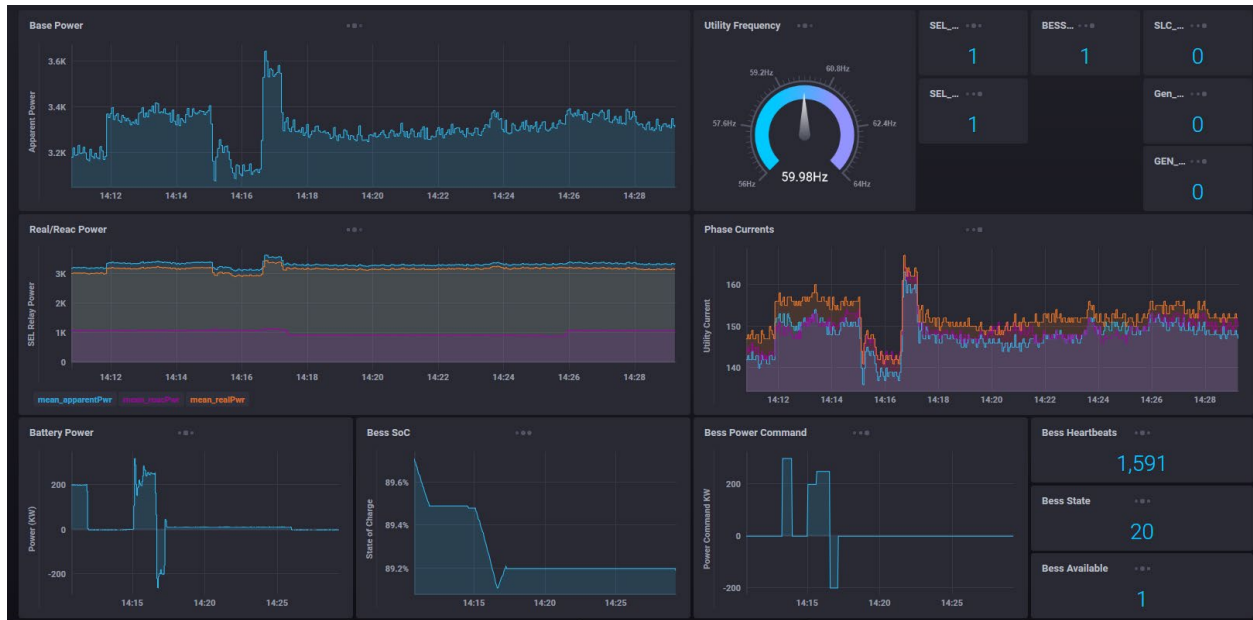 Base Power
3.6K
3.4K
3.2K
Apparent Power
14:12 14:14 14:16 14:18 14:20 14:22 14:24 14:26 14:28
Utility Frequency
56Hz
57.6Hz
59.2Hz
60.8Hz
62.4Hz
64Hz
59.98Hz
SEL_...
1
BESS...
1
SLC_...
0
SEL_...
1
Gen_...
0
GEN_...
0
Real/Reac Power
3K
2K
1K
0
SEL Relay Power
14:12 14:14 14:16 14:18 14:20 14:22 14:24 14:26 14:28
mean_apparentPwr mean_reacPwr mean_realPwr
Phase Currents
160
150
140
Utility Current
14:12 14:14 14:16 14:18 14:20 14:22 14:24 14:26 14:28
Battery Power
200
0
-200
Power (KW)
14:15 14:20 14:25
Bess SoC
89.6%
89.4%
89.2%
State of Charge
14:15 14:20 14:25
Bess Power Command
200
0
-200
Power Command KW
14:15 14:20 14:25
Bess Heartbeats
1,591
Bess State
20
Bess Available
1